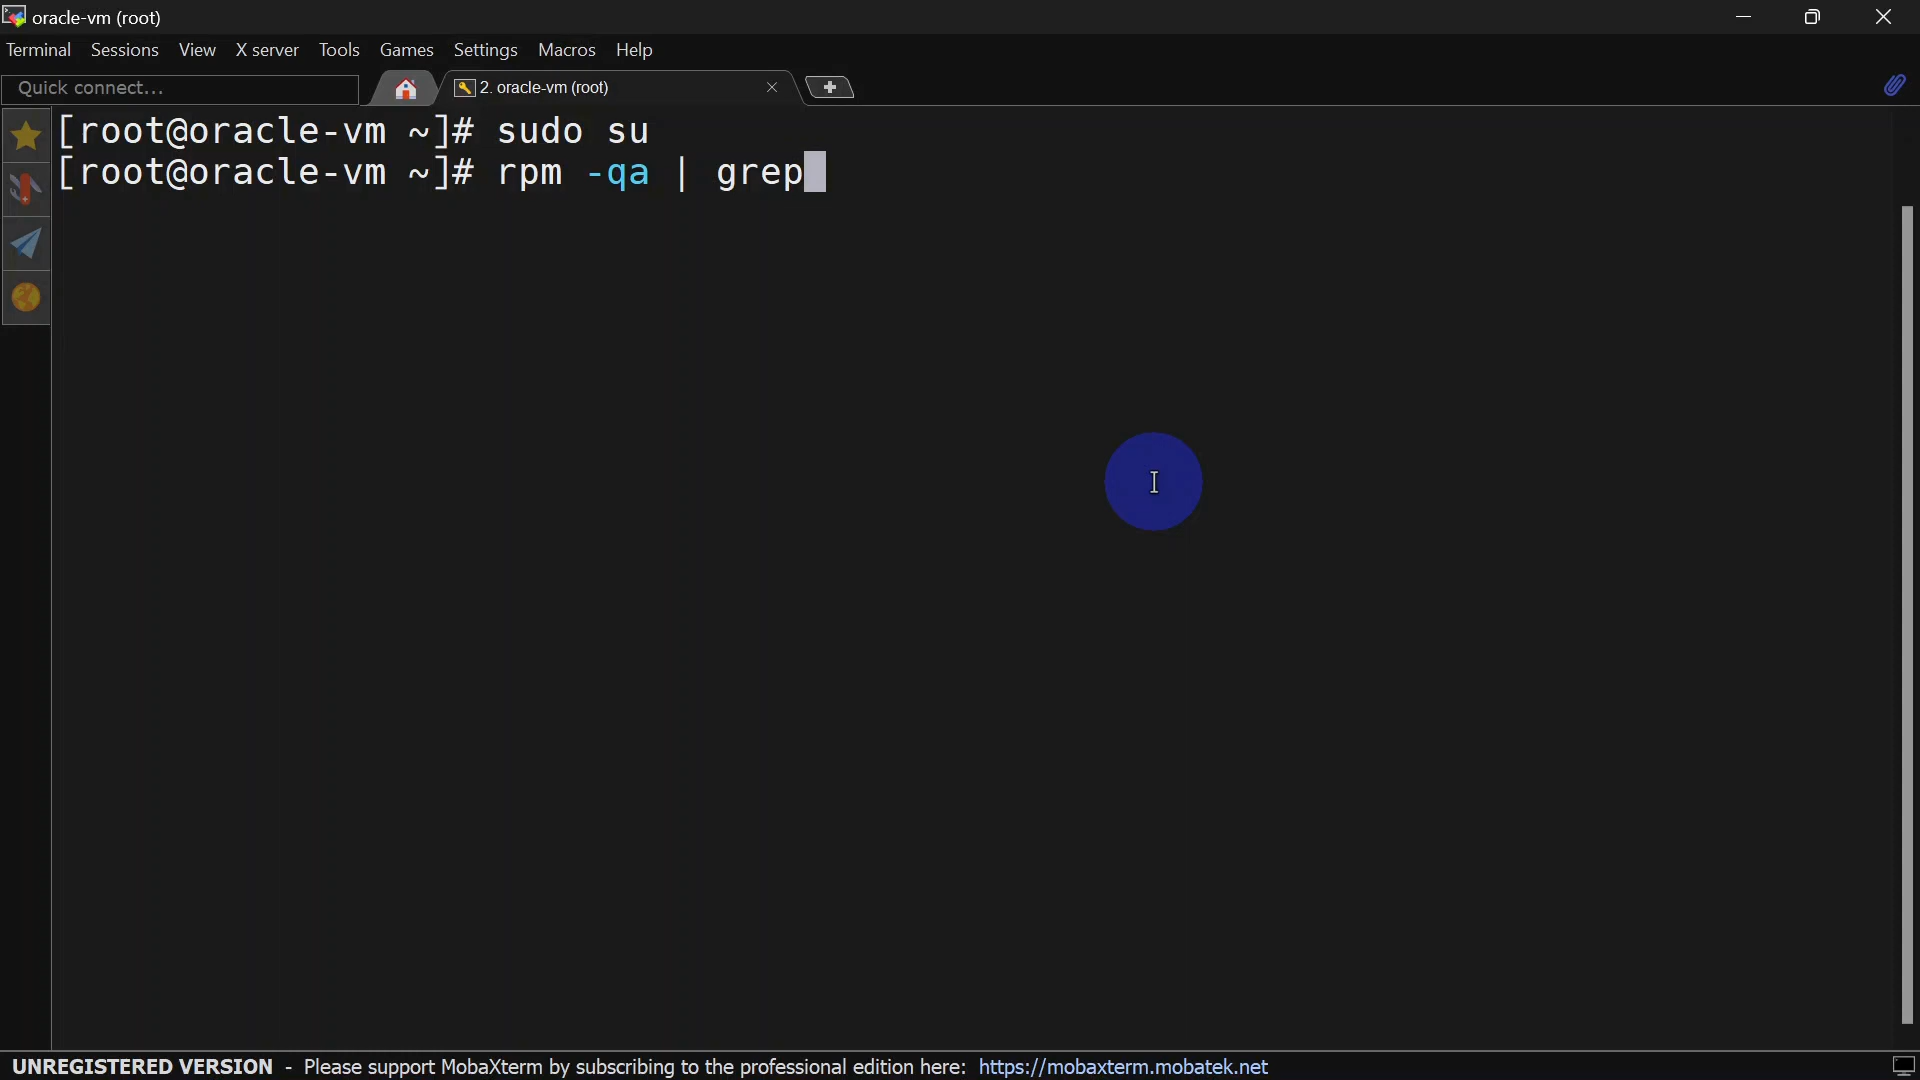 oracle-vm (root)
Terminal Sessions View X server Tools Games Settings Macros Help
Quick connect... 2. oracle-vm (root)
[root@oracle-vm ~]# sudo su
[root@oracle-vm ~]# rpm -qa | grep
UNREGISTERED VERSION - Please support MobaXterm by subscribing to the professional edition here: https://mobaxterm.mobatek.net